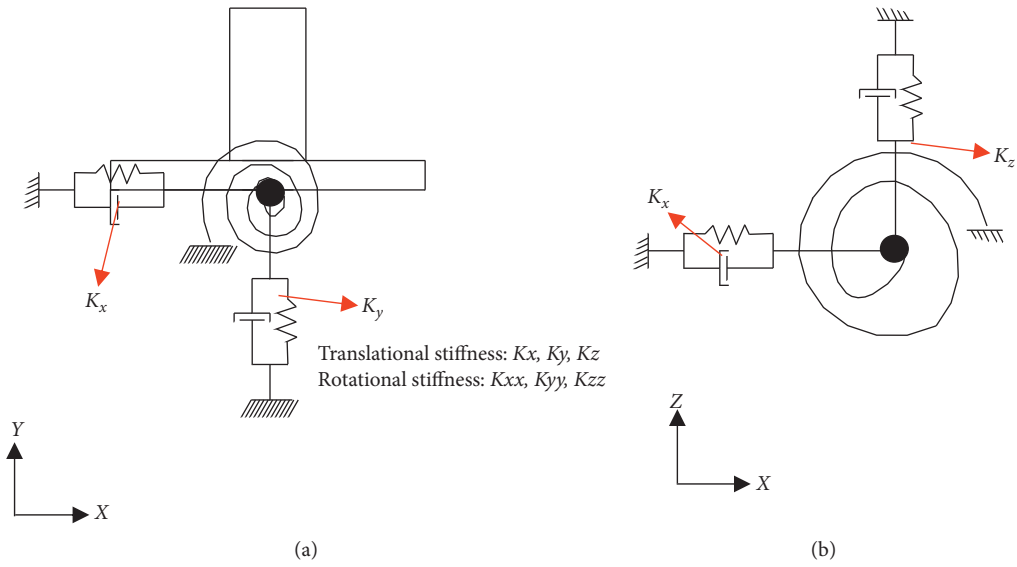 K_x
K_y
Translational stiffness: Kx, Ky, Kz
Rotational stiffness: Kxx, Kyy, Kzz
Y
X
(a)
K_z
K_x
Z
X
(b)